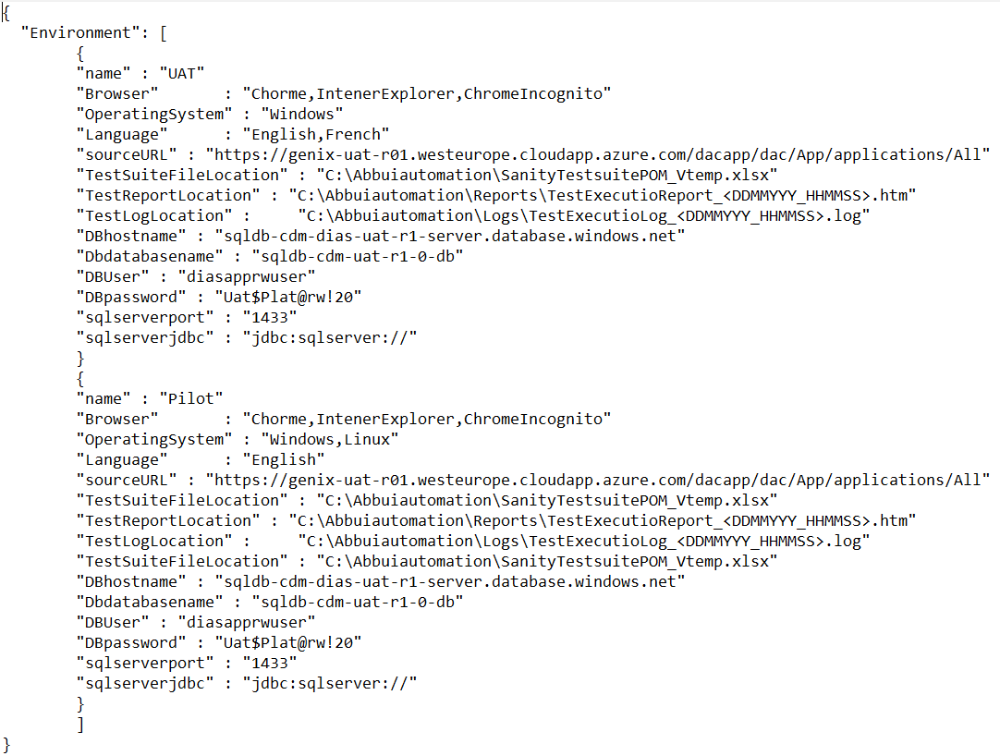 {
"Environment": [
{
"name" : "UAT"
"Browser" : "Chorme,IntenerExplorer,ChromeIncognito"
"OperatingSystem" : "Windows"
"Language" : "English,French"
"sourceURL" : "https://genix-uat-r01.westeurope.cloudapp.azure.com/dacapp/dac/App/applications/All"
"TestSuiteFileLocation" : "C:\Abbuiautomation\SanityTestsuitePOM_Vtemp.xlsx"
"TestReportLocation" : "C:\Abbuiautomation\Reports\TestExecutioReport_<DDMMYYY_HHMMSS>.htm"
"TestLogLocation" : "C:\Abbuiautomation\Logs\TestExecutioLog_<DDMMYYY_HHMMSS>.log"
"DBhostname" : "sqldb-cdm-dias-uat-r1-server.database.windows.net"
"Dbdatabasename" : "sqldb-cdm-uat-r1-0-db"
"DBUser" : "diasapprwuser"
"DBpassword" : "Uat$Plat@rw!20"
"sqlserverport" : "1433"
"sqlserverjdbc" : "jdbc:sqlserver://"
}
{
"name" : "Pilot"
"Browser" : "Chorme,IntenerExplorer,ChromeIncognito"
"OperatingSystem" : "Windows,Linux"
"Language" : "English"
"sourceURL" : "https://genix-uat-r01.westeurope.cloudapp.azure.com/dacapp/dac/App/applications/All"
"TestSuiteFileLocation" : "C:\Abbuiautomation\SanityTestsuitePOM_Vtemp.xlsx"
"TestReportLocation" : "C:\Abbuiautomation\Reports\TestExecutioReport_<DDMMYYY_HHMMSS>.htm"
"TestLogLocation" : "C:\Abbuiautomation\Logs\TestExecutioLog_<DDMMYYY_HHMMSS>.log"
"TestSuiteFileLocation" : "C:\Abbuiautomation\SanityTestsuitePOM_Vtemp.xlsx"
"DBhostname" : "sqldb-cdm-dias-uat-r1-server.database.windows.net"
"Dbdatabasename" : "sqldb-cdm-uat-r1-0-db"
"DBUser" : "diasapprwuser"
"DBpassword" : "Uat$Plat@rw!20"
"sqlserverport" : "1433"
"sqlserverjdbc" : "jdbc:sqlserver://"
}
]
}